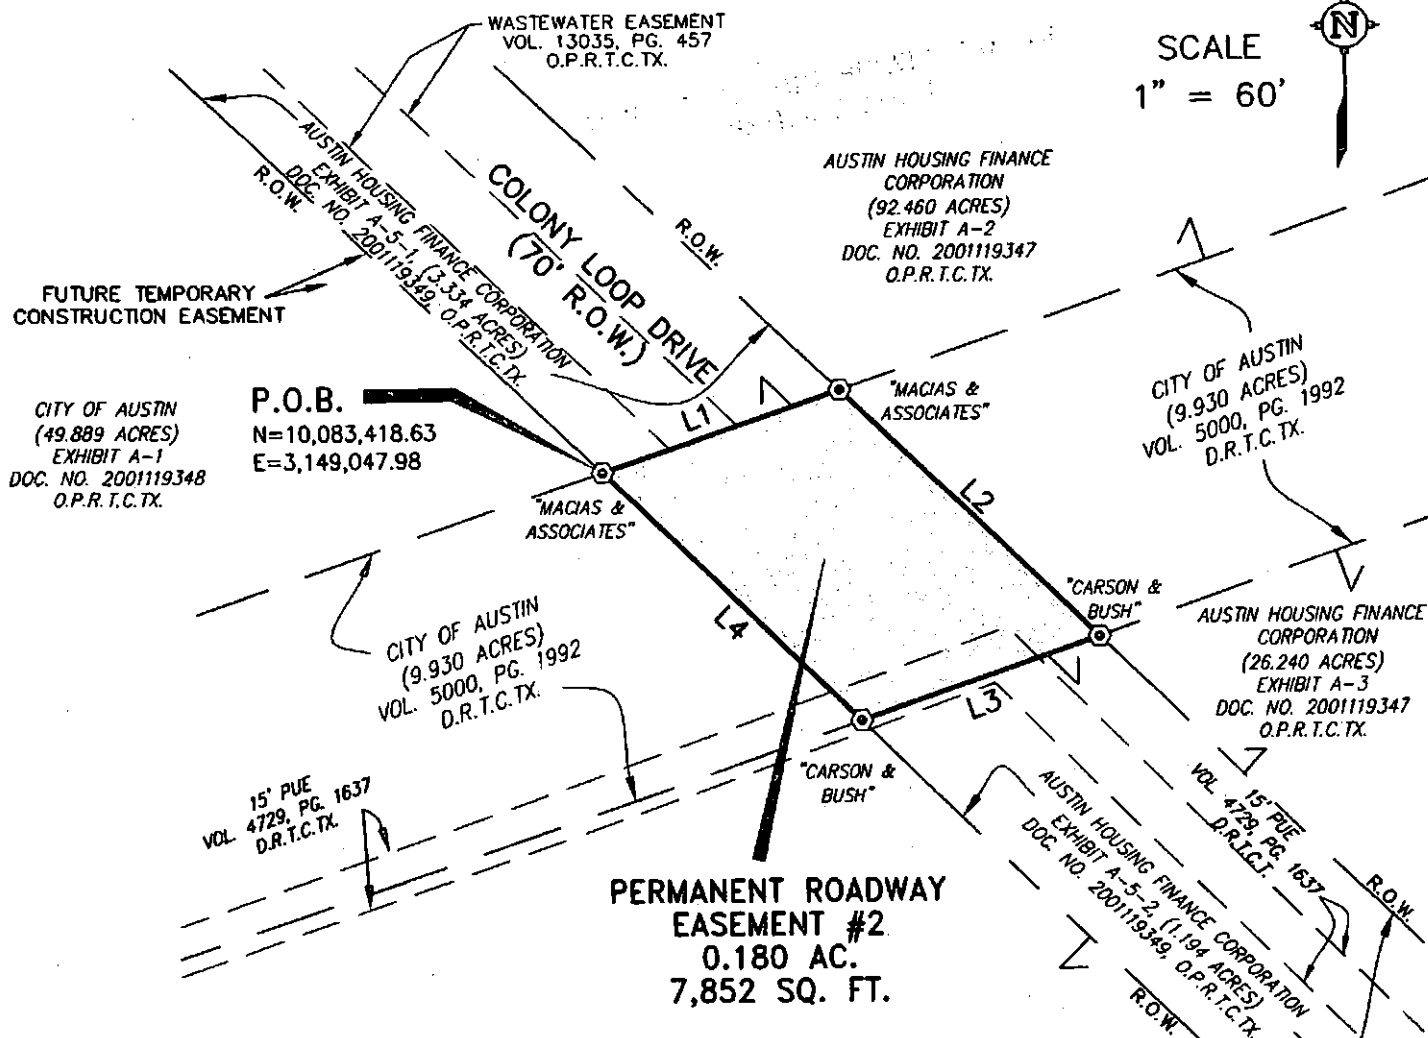 WASTEWATER EASEMENT
VOL. 13035, PG. 457
O.P.R.T.C.TX.
SCALE
1" = 60'
N
AUSTIN HOUSING FINANCE CORPORATION
EXHIBIT A-5-1, (3.334 ACRES)
DOC. NO. 2001119349, O.P.R.T.C.TX.
R.O.W.
COLONY LOOP DRIVE
(70' R.O.W.)
R.O.W.
AUSTIN HOUSING FINANCE
CORPORATION
(92.460 ACRES)
EXHIBIT A-2
DOC. NO. 2001119347
O.P.R.T.C.TX.
FUTURE TEMPORARY
CONSTRUCTION EASEMENT
CITY OF AUSTIN
(9.930 ACRES)
VOL. 5000, PG. 1992
D.R.T.C.TX.
CITY OF AUSTIN
(49.889 ACRES)
EXHIBIT A-1
DOC. NO. 2001119348
O.P.R.T.C.TX.
P.O.B.
N=10,083,418.63
E=3,149,047.98
L1
"MACIAS &
ASSOCIATES"
"MACIAS &
ASSOCIATES"
L2
L4
"CARSON &
BUSH"
L3
"CARSON &
BUSH"
AUSTIN HOUSING FINANCE
CORPORATION
(26.240 ACRES)
EXHIBIT A-3
DOC. NO. 2001119347
O.P.R.T.C.TX.
CITY OF AUSTIN
(9.930 ACRES)
VOL. 5000, PG. 1992
D.R.T.C.TX.
15' PUE
VOL. 4729, PG. 1637
D.R.T.C.TX.
15' PUE
VOL. 4729, PG. 1637
D.R.T.C.T.
AUSTIN HOUSING FINANCE CORPORATION
EXHIBIT A-5-2, (1.194 ACRES)
DOC. NO. 2001119349, O.P.R.T.C.TX.
R.O.W.
R.O.W.
PERMANENT ROADWAY
EASEMENT #2
0.180 AC.
7,852 SQ. FT.